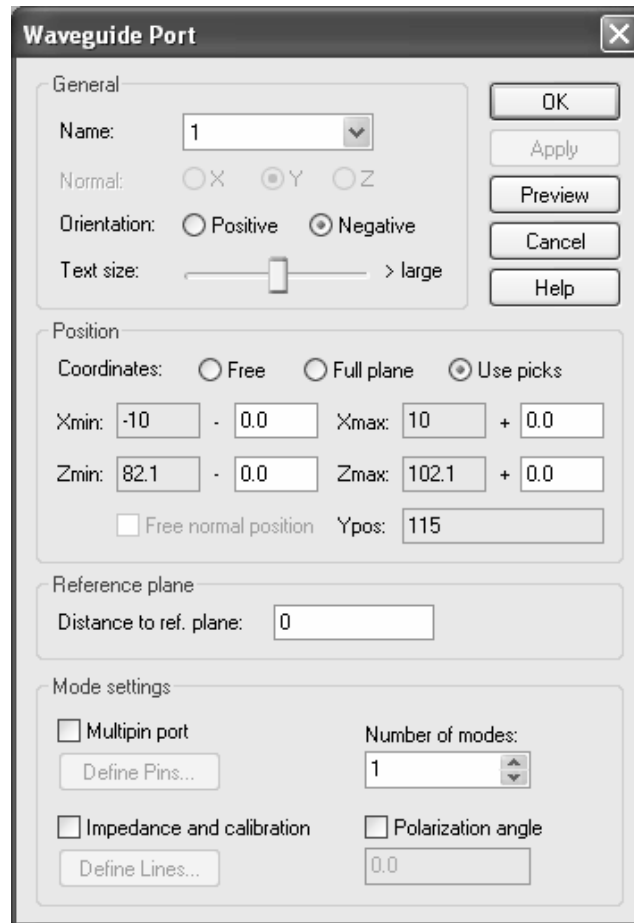 Waveguide Port
General
Name: 1
Normal: X Y Z
Orientation: Positive Negative
Text size: > large
OK
Apply
Preview
Cancel
Help
Position
Coordinates: Free Full plane Use picks
Xmin: -10 - 0.0 Xmax: 10 + 0.0
Zmin: 82.1 - 0.0 Zmax: 102.1 + 0.0
Free normal position Ypos: 115
Reference plane
Distance to ref. plane: 0
Mode settings
Multipin port
Define Pins...
Number of modes:
1
Impedance and calibration
Define Lines...
Polarization angle
0.0